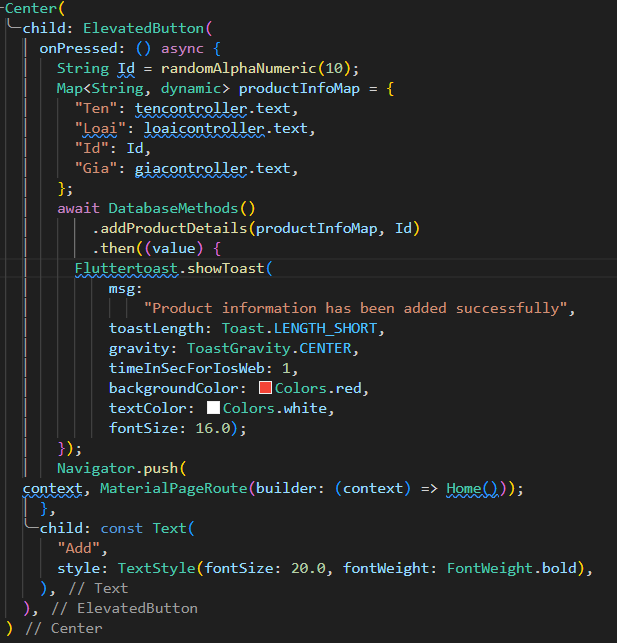 Center(
child: ElevatedButton(
onPressed: () async {
String Id = randomAlphaNumeric(10);
Map<String, dynamic> productInfoMap = {
"Ten": tencontroller.text,
"Loai": loaicontroller.text,
"Id": Id,
"Gia": giacontroller.text,
};
await DatabaseMethods()
.addProductDetails(productInfoMap, Id)
.then((value) {
Fluttertoast.showToast(
msg:
"Product information has been added successfully",
toastLength: Toast.LENGTH_SHORT,
gravity: ToastGravity.CENTER,
timeInSecForIosWeb: 1,
backgroundColor: Colors.red,
textColor: Colors.white,
fontSize: 16.0);
});
Navigator.push(
context, MaterialPageRoute(builder: (context) => Home()));
},
child: const Text(
"Add",
style: TextStyle(fontSize: 20.0, fontWeight: FontWeight.bold),
), // Text
), // ElevatedButton
) // Center